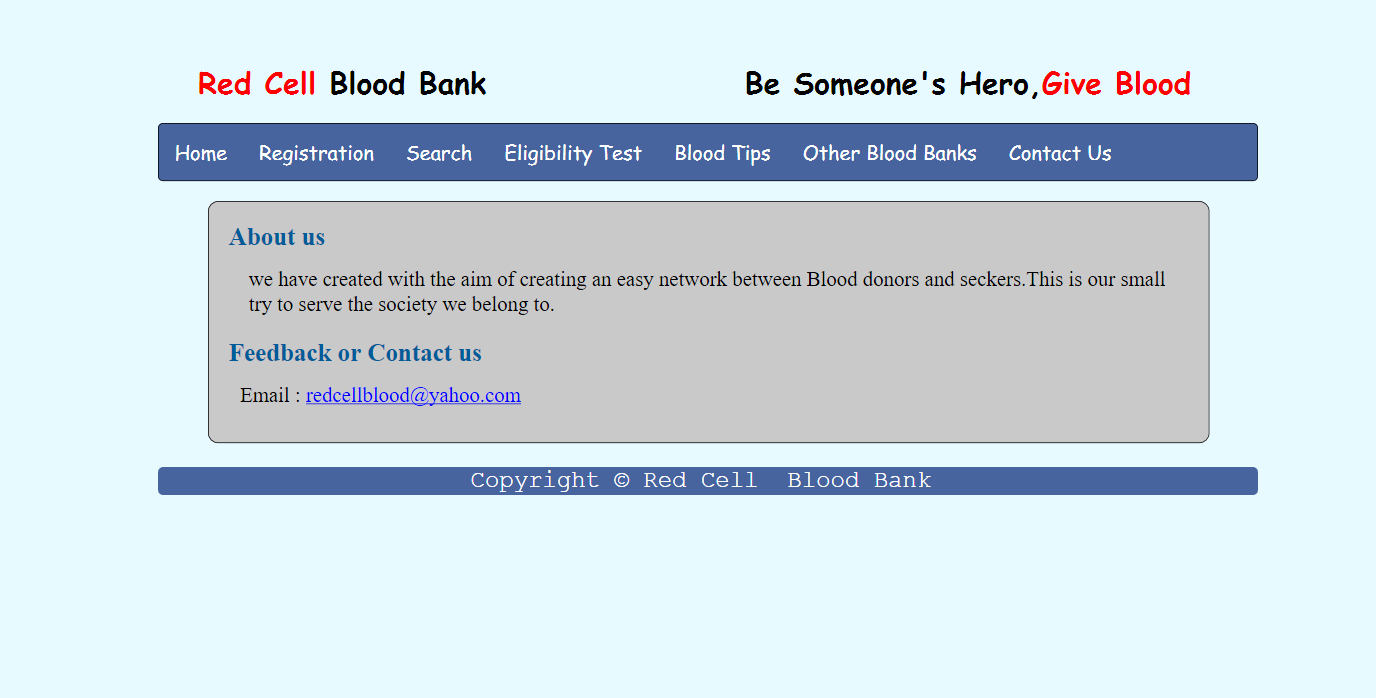 Red Cell Blood Bank
Be Someone's Hero,Give Blood
Home Registration Search Eligibility Test Blood Tips Other Blood Banks Contact Us
About us
we have created with the aim of creating an easy network between Blood donors and seckers.This is our small
try to serve the society we belong to.
Feedback or Contact us
Email : redcellblood@yahoo.com
Copyright © Red Cell  Blood Bank